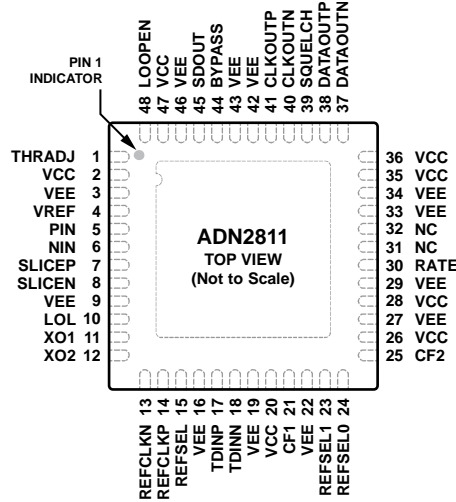 PIN 1
INDICATOR
48 LOOPEN
47 VCC
46 VEE
45 SDOUT
44 BYPASS
43 VEE
42 VEE
41 CLKOUTP
40 CLKOUTN
39 SQUELCH
38 DATAOUTP
37 DATAOUTN
THRADJ 1
VCC 2
VEE 3
VREF 4
PIN 5
NIN 6
SLICEP 7
SLICEN 8
VEE 9
LOL 10
XO1 11
XO2 12
ADN2811
TOP VIEW
(Not to Scale)
36 VCC
35 VCC
34 VEE
33 VEE
32 NC
31 NC
30 RATE
29 VEE
28 VCC
27 VEE
26 VCC
25 CF2
REFCLKN 13
REFCLKP 14
REFSEL 15
VEE 16
TDINP 17
TDINN 18
VEE 19
VCC 20
CF1 21
VEE 22
REFSEL1 23
REFSEL0 24